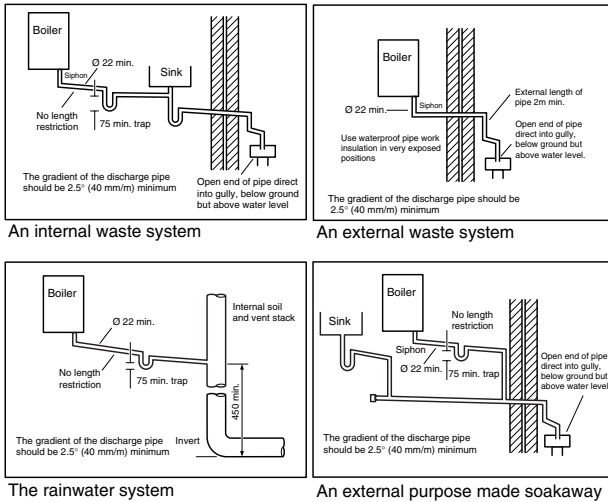 Boiler
Siphon
Ø 22 min.
Sink
No length
restriction
75 min. trap
The gradient of the discharge pipe
should be 2.5° (40 mm/m) minimum
Open end of pipe direct
into gully, below ground
but above water level
An internal waste system
Boiler
Ø 22 min.
Siphon
External length of
pipe 2m min.
Open end of pipe
direct into gully,
below ground but
above water level.
Use waterproof pipe work
insulation in very exposed
positions
The gradient of the discharge pipe should be
2.5° (40 mm/m) minimum
An external waste system
Boiler
Ø 22 min.
Internal soil
and vent stack
No length
restriction
75 min. trap
450 min.
The gradient of the discharge pipe
should be 2.5° (40 mm/m) minimum
Invert
The rainwater system
Boiler
Sink
No length
restriction
Siphon
Ø 22 min.
75 min. trap
Open end of pipe
direct into gully,
below ground but
above water level
The gradient of the discharge pipe
should be 2.5° (40 mm/m) minimum
An external purpose made soakaway